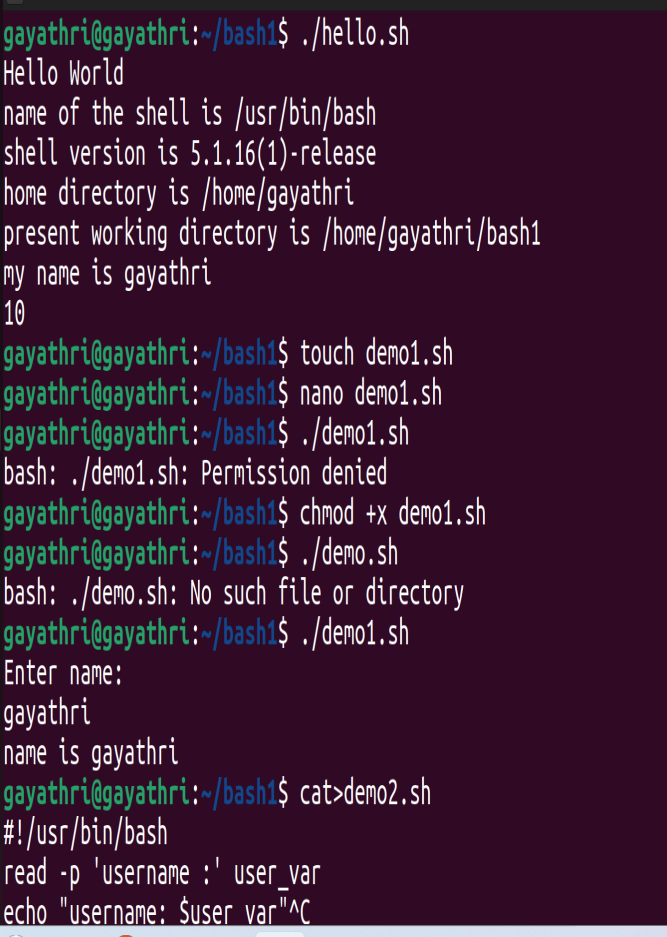 gayathri@gayathri:~/bash1$ ./hello.sh
Hello World
name of the shell is /usr/bin/bash
shell version is 5.1.16(1)-release
home directory is /home/gayathri
present working directory is /home/gayathri/bash1
my name is gayathri
10
gayathri@gayathri:~/bash1$ touch demo1.sh
gayathri@gayathri:~/bash1$ nano demo1.sh
gayathri@gayathri:~/bash1$ ./demo1.sh
bash: ./demo1.sh: Permission denied
gayathri@gayathri:~/bash1$ chmod +x demo1.sh
gayathri@gayathri:~/bash1$ ./demo.sh
bash: ./demo.sh: No such file or directory
gayathri@gayathri:~/bash1$ ./demo1.sh
Enter name:
gayathri
name is gayathri
gayathri@gayathri:~/bash1$ cat>demo2.sh
#!/usr/bin/bash
read -p 'username :' user_var
echo "username: $user_var"^C